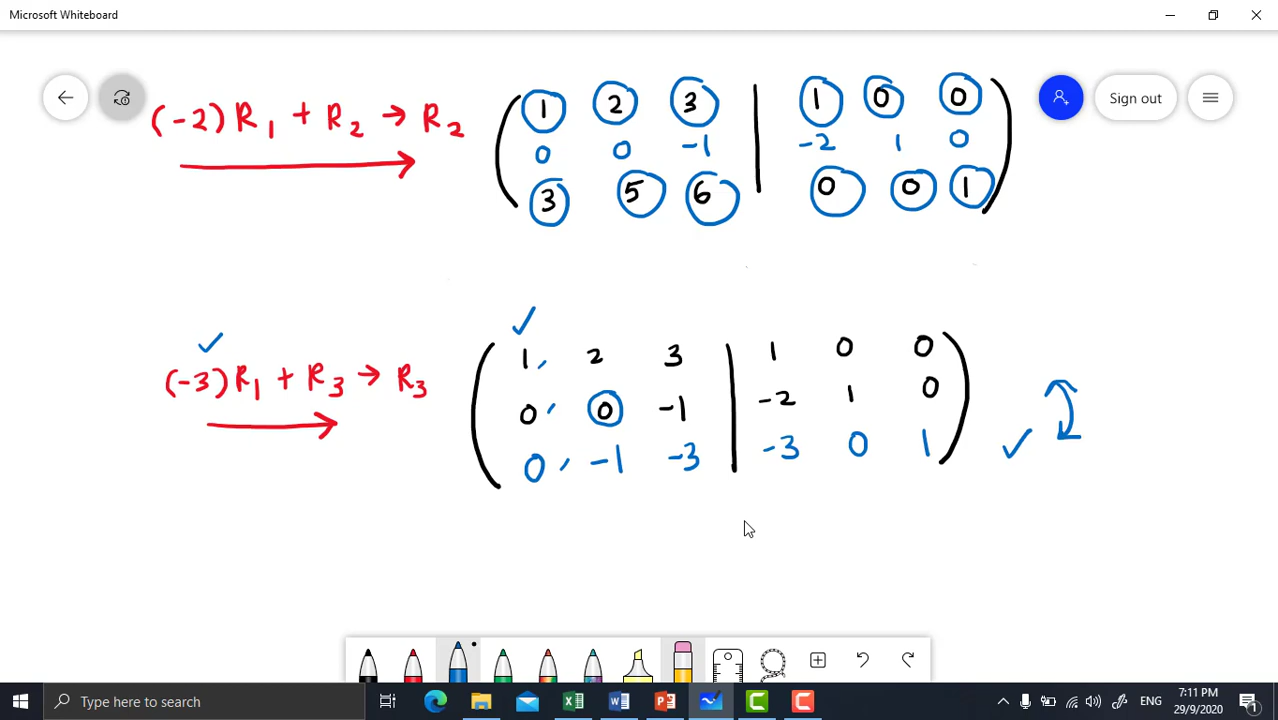 Microsoft Whiteboard
Sign out
(-2)R₁ + R₂ → R₂
1 2 3 | 1 0 0
0 0 -1 | -2 1 0
3 5 6 | 0 0 1
✓ ✓
(-3)R₁ + R₃ → R₃
1 2 3 | 1 0 0
0 0 -1 | -2 1 0
0 -1 -3 | -3 0 1 ✓
Type here to search
ENG
7:11 PM
29/9/2020
1